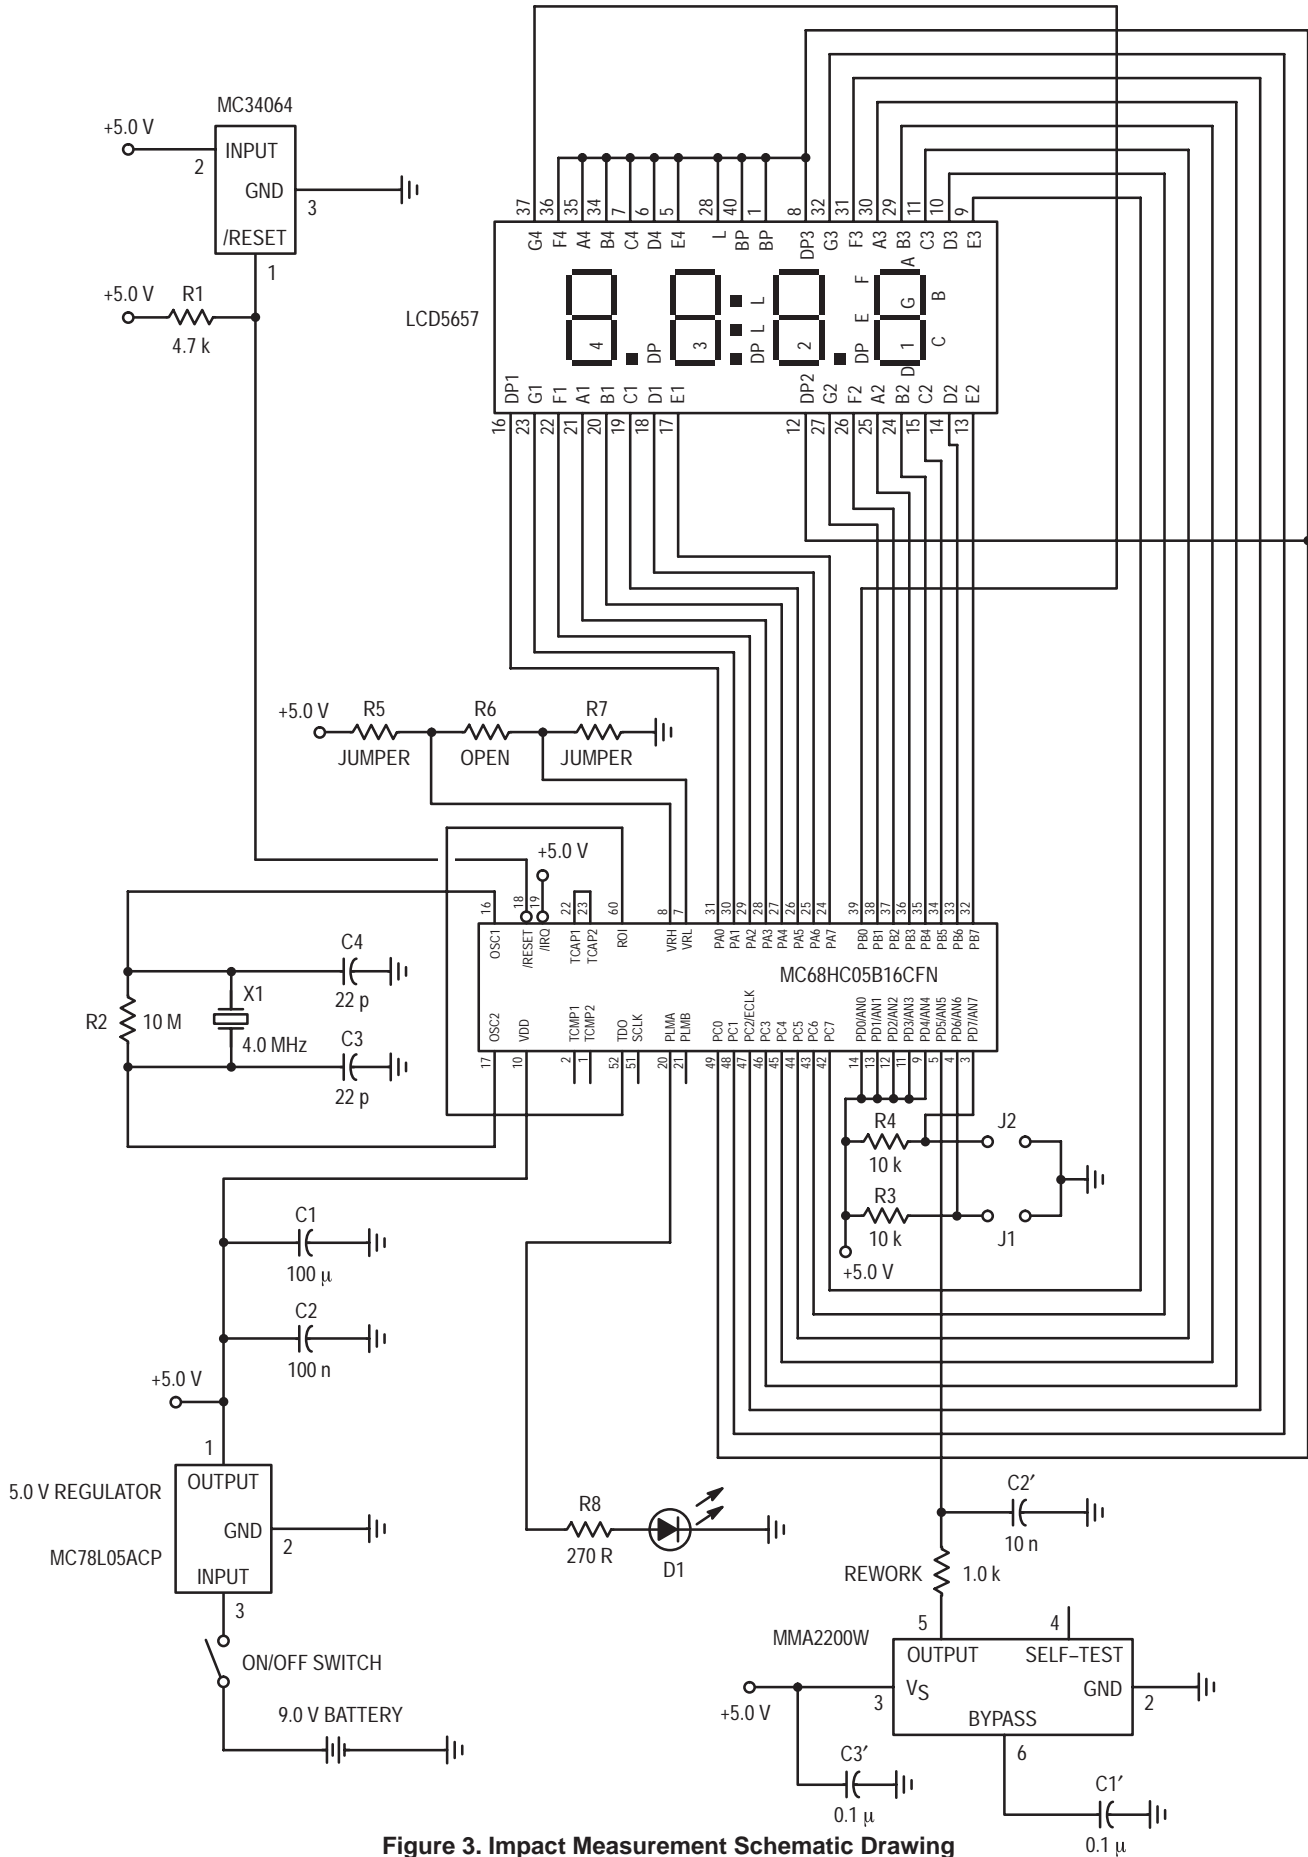 MC34064
+5.0 V
2
INPUT
GND
3
/RESET
1
+5.0 V
R1
4.7 k
LCD5657
37 36 35 34 7 6 5 28 40 1 8 32 31 30 29 11 10 9
G4 F4 A4 B4 C4 D4 E4 L BP BP DP3 G3 F3 A3 B3 C3 D3 E3
4 DP 3 L L DP 2 DP 1 A B C D E F G
DP1 G1 F1 A1 B1 C1 D1 E1 DP2 G2 F2 A2 B2 C2 D2 E2
16 23 22 21 20 19 18 17 12 27 26 25 24 15 14 13
+5.0 V
R5
R6
R7
JUMPER
OPEN
JUMPER
+5.0 V
16 18 19 22 23 60 8 7 31 30 29 28 27 26 25 24 39 38 37 36 35 34 33 32
OSC1 /RESET /IRQ TCAP1 TCAP2 ROI VRH VRL PA0 PA1 PA2 PA3 PA4 PA5 PA6 PA7 PB0 PB1 PB2 PB3 PB4 PB5 PB6 PB7
MC68HC05B16CFN
OSC2 VDD TCMP1 TCMP2 TDO SCLK PLMA PLMB PC0 PC1 PC2/ECLK PC3 PC4 PC5 PC6 PC7 PD0/AN0 PD1/AN1 PD2/AN2 PD3/AN3 PD4/AN4 PD5/AN5 PD6/AN6 PD7/AN7
17 10 2 1 52 51 20 21 49 48 47 46 45 44 43 42 14 13 12 11 9 5 4 3
C4
22 p
X1
R2
10 M
4.0 MHz
C3
22 p
R4
10 k
J2
R3
10 k
J1
+5.0 V
C1
100 μ
C2
100 n
+5.0 V
1
5.0 V REGULATOR
OUTPUT
GND
2
MC78L05ACP
INPUT
3
ON/OFF SWITCH
9.0 V BATTERY
R8
270 R
D1
C2′
10 n
REWORK
1.0 k
MMA2200W
5
4
OUTPUT
SELF–TEST
+5.0 V
3
VS
GND
2
BYPASS
6
C3′
0.1 μ
C1′
0.1 μ
Figure 3. Impact Measurement Schematic Drawing